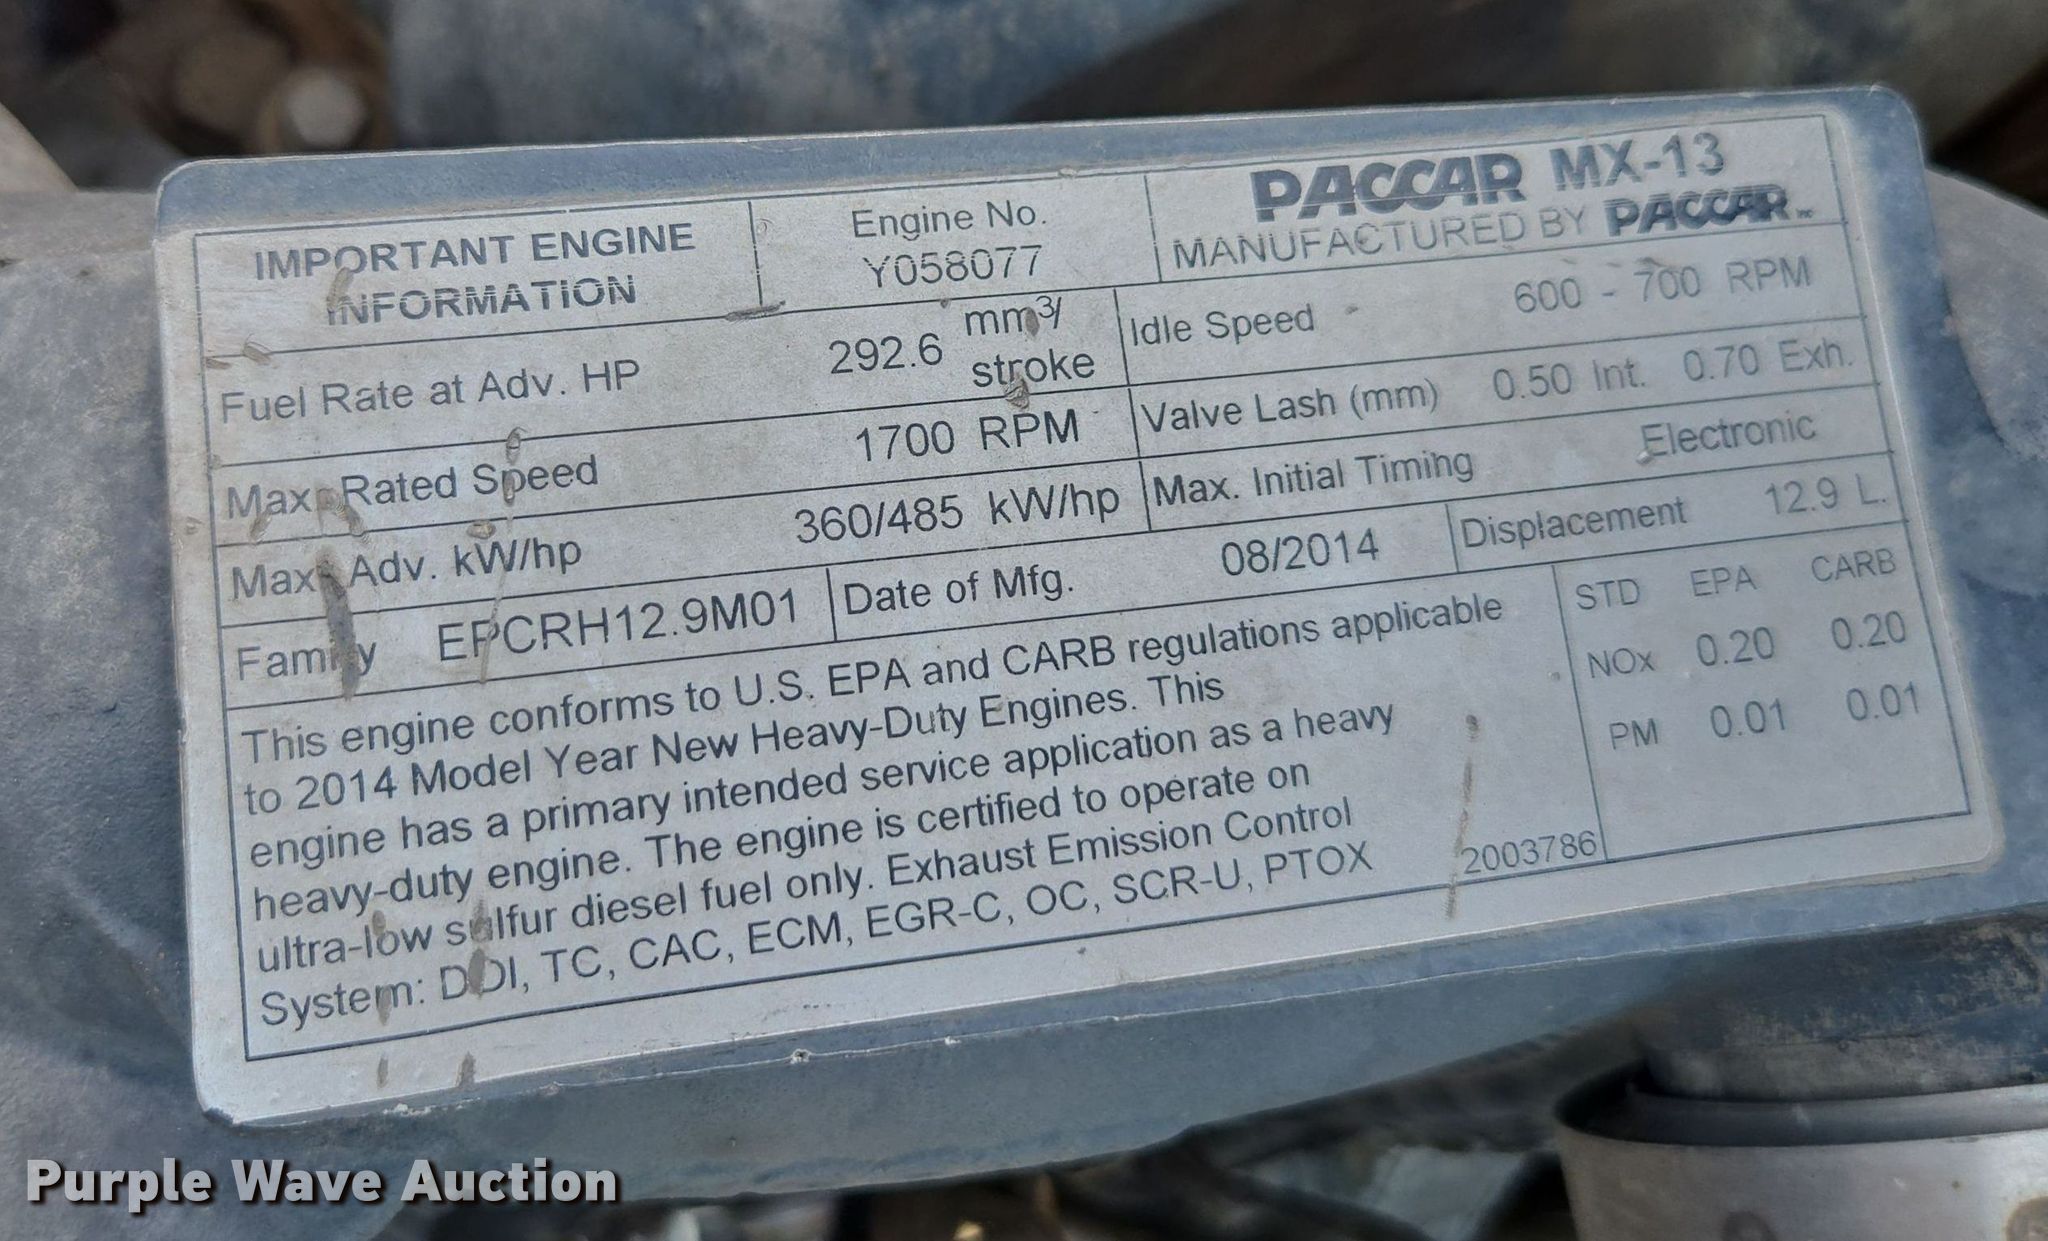 IMPORTANT ENGINE
INFORMATION
Engine No.
Y058077
PACCAR MX-13
MANUFACTURED BY PACCAR
Fuel Rate at Adv. HP 292.6 mm³/
stroke
Idle Speed 600 - 700 RPM
Max. Rated Speed 1700 RPM
Valve Lash (mm) 0.50 Int. 0.70 Exh.
Max. Adv. kW/hp 360/485 kW/hp
Max. Initial Timing Electronic
Family EPCRH12.9M01
Date of Mfg. 08/2014
Displacement 12.9 L.
This engine conforms to U.S. EPA and CARB regulations applicable
to 2014 Model Year New Heavy-Duty Engines. This
engine has a primary intended service application as a heavy
heavy-duty engine. The engine is certified to operate on
ultra-low sulfur diesel fuel only. Exhaust Emission Control
System: DDI, TC, CAC, ECM, EGR-C, OC, SCR-U, PTOX
2003786
STD EPA CARB
NOx 0.20 0.20
PM 0.01 0.01
Purple Wave Auction